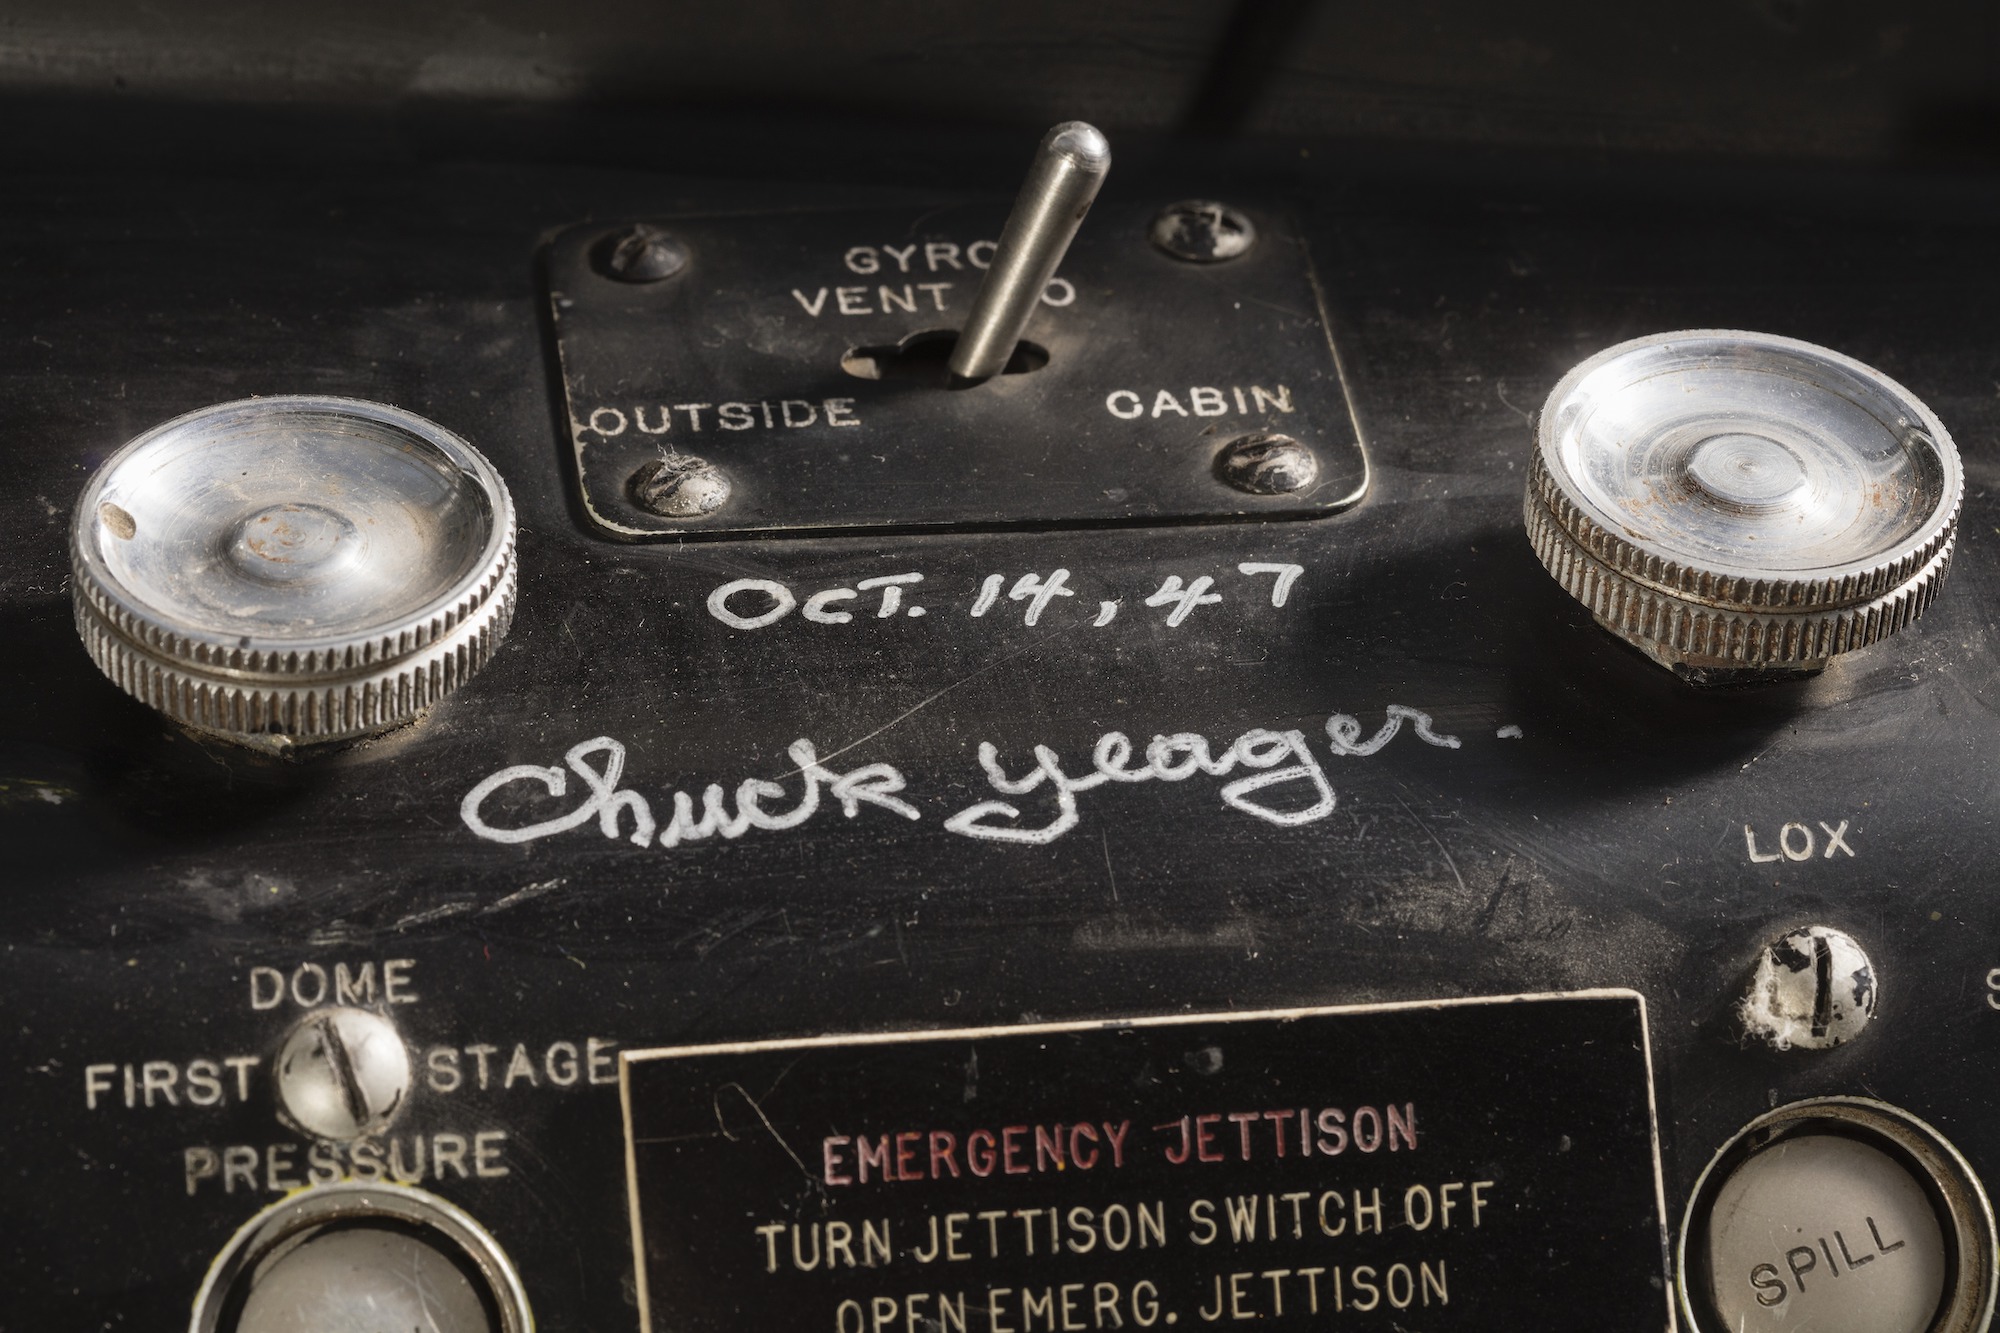 GYRO
VENT TO
OUTSIDE CABIN
OCT. 14, 47
Chuck Yeager.
LOX
DOME
FIRST STAGE
PRESSURE
EMERGENCY JETTISON
TURN JETTISON SWITCH OFF
OPEN EMERG. JETTISON
SPILL